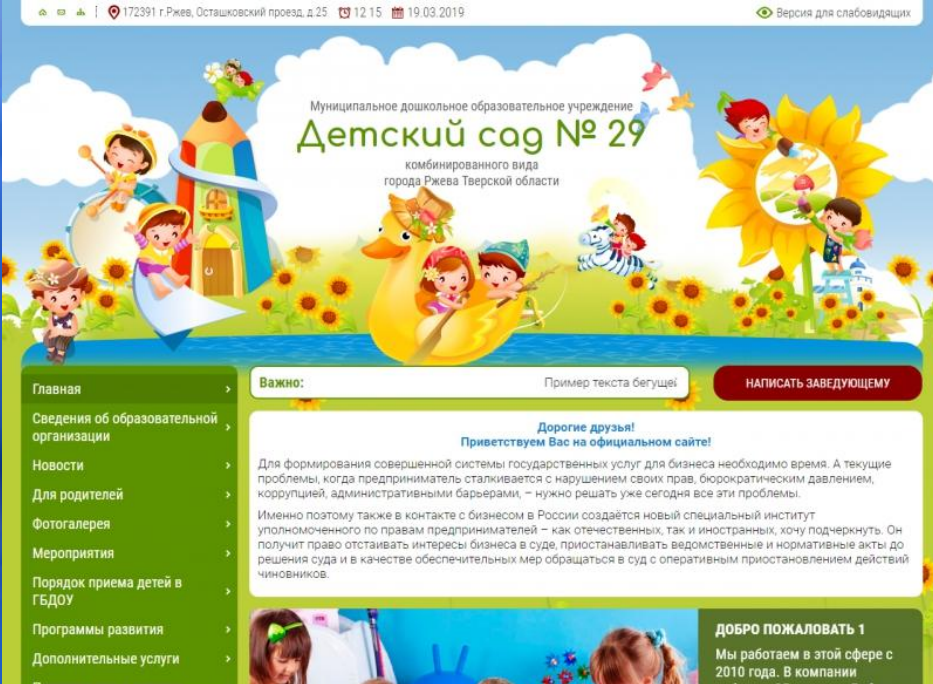 172391 г.Ржев, Осташковский проезд, д.25 12 15 19.03.2019
Версия для слабовидящих
Муниципальное дошкольное образовательное учреждение
Детский сад № 29
комбинированного вида
города Ржева Тверской области
Главная
Сведения об образовательной
организации
Новости
Для родителей
Фотогалерея
Мероприятия
Порядок приема детей в
ГБДОУ
Программы развития
Дополнительные услуги
Важно: Пример текста бегущей
НАПИСАТЬ ЗАВЕДУЮЩЕМУ
Дорогие друзья!
Приветствуем Вас на официальном сайте!
Для формирования совершенной системы государственных услуг для бизнеса необходимо время. А текущие
проблемы, когда предприниматель сталкивается с нарушением своих прав, бюрократическим давлением,
коррупцией, административными барьерами, – нужно решать уже сегодня все эти проблемы.
Именно поэтому также в контакте с бизнесом в России создаётся новый специальный институт
уполномоченного по правам предпринимателей – как отечественных, так и иностранных, хочу подчеркнуть. Он
получит право отстаивать интересы бизнеса в суде, приостанавливать ведомственные и нормативные акты до
решения суда и в качестве обеспечительных мер обращаться в суд с оперативным приостановлением действий
чиновников.
ДОБРО ПОЖАЛОВАТЬ 1
Мы работаем в этой сфере с
2010 года. В компании